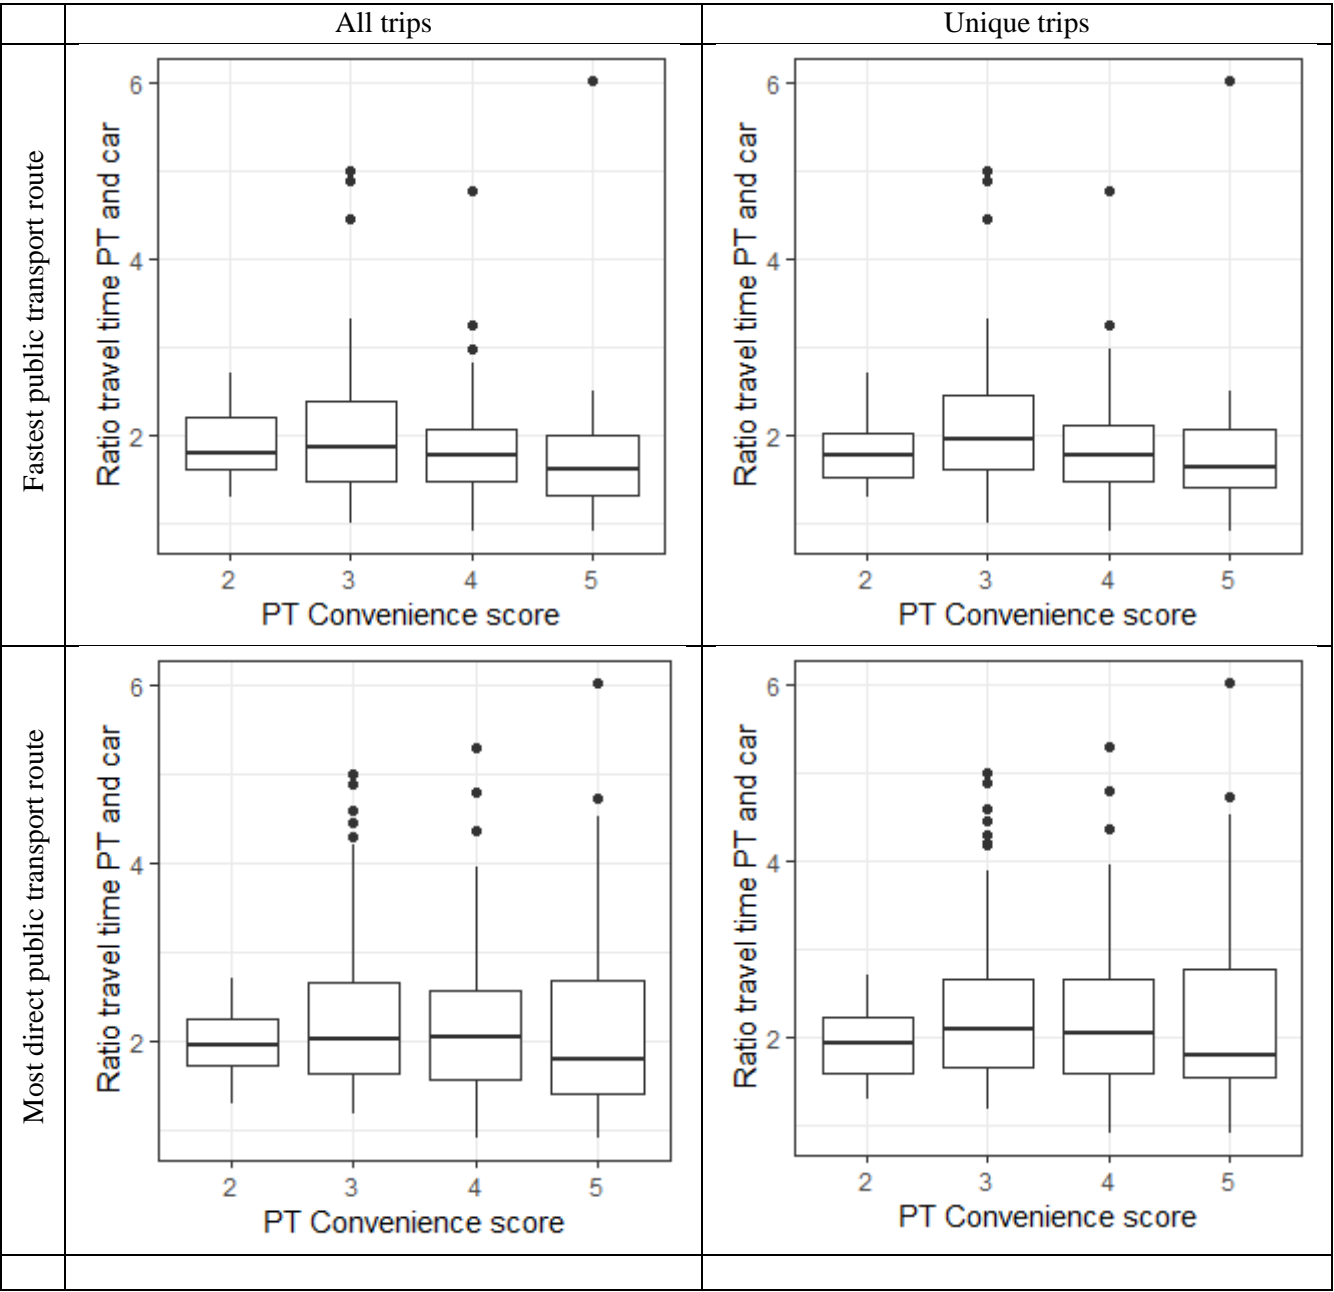 All trips
Unique trips
Fastest public transport route
Ratio travel time PT and car
6
4
2
2 3 4 5
PT Convenience score
Ratio travel time PT and car
6
4
2
2 3 4 5
PT Convenience score
Most direct public transport route
Ratio travel time PT and car
6
4
2
2 3 4 5
PT Convenience score
Ratio travel time PT and car
6
4
2
2 3 4 5
PT Convenience score